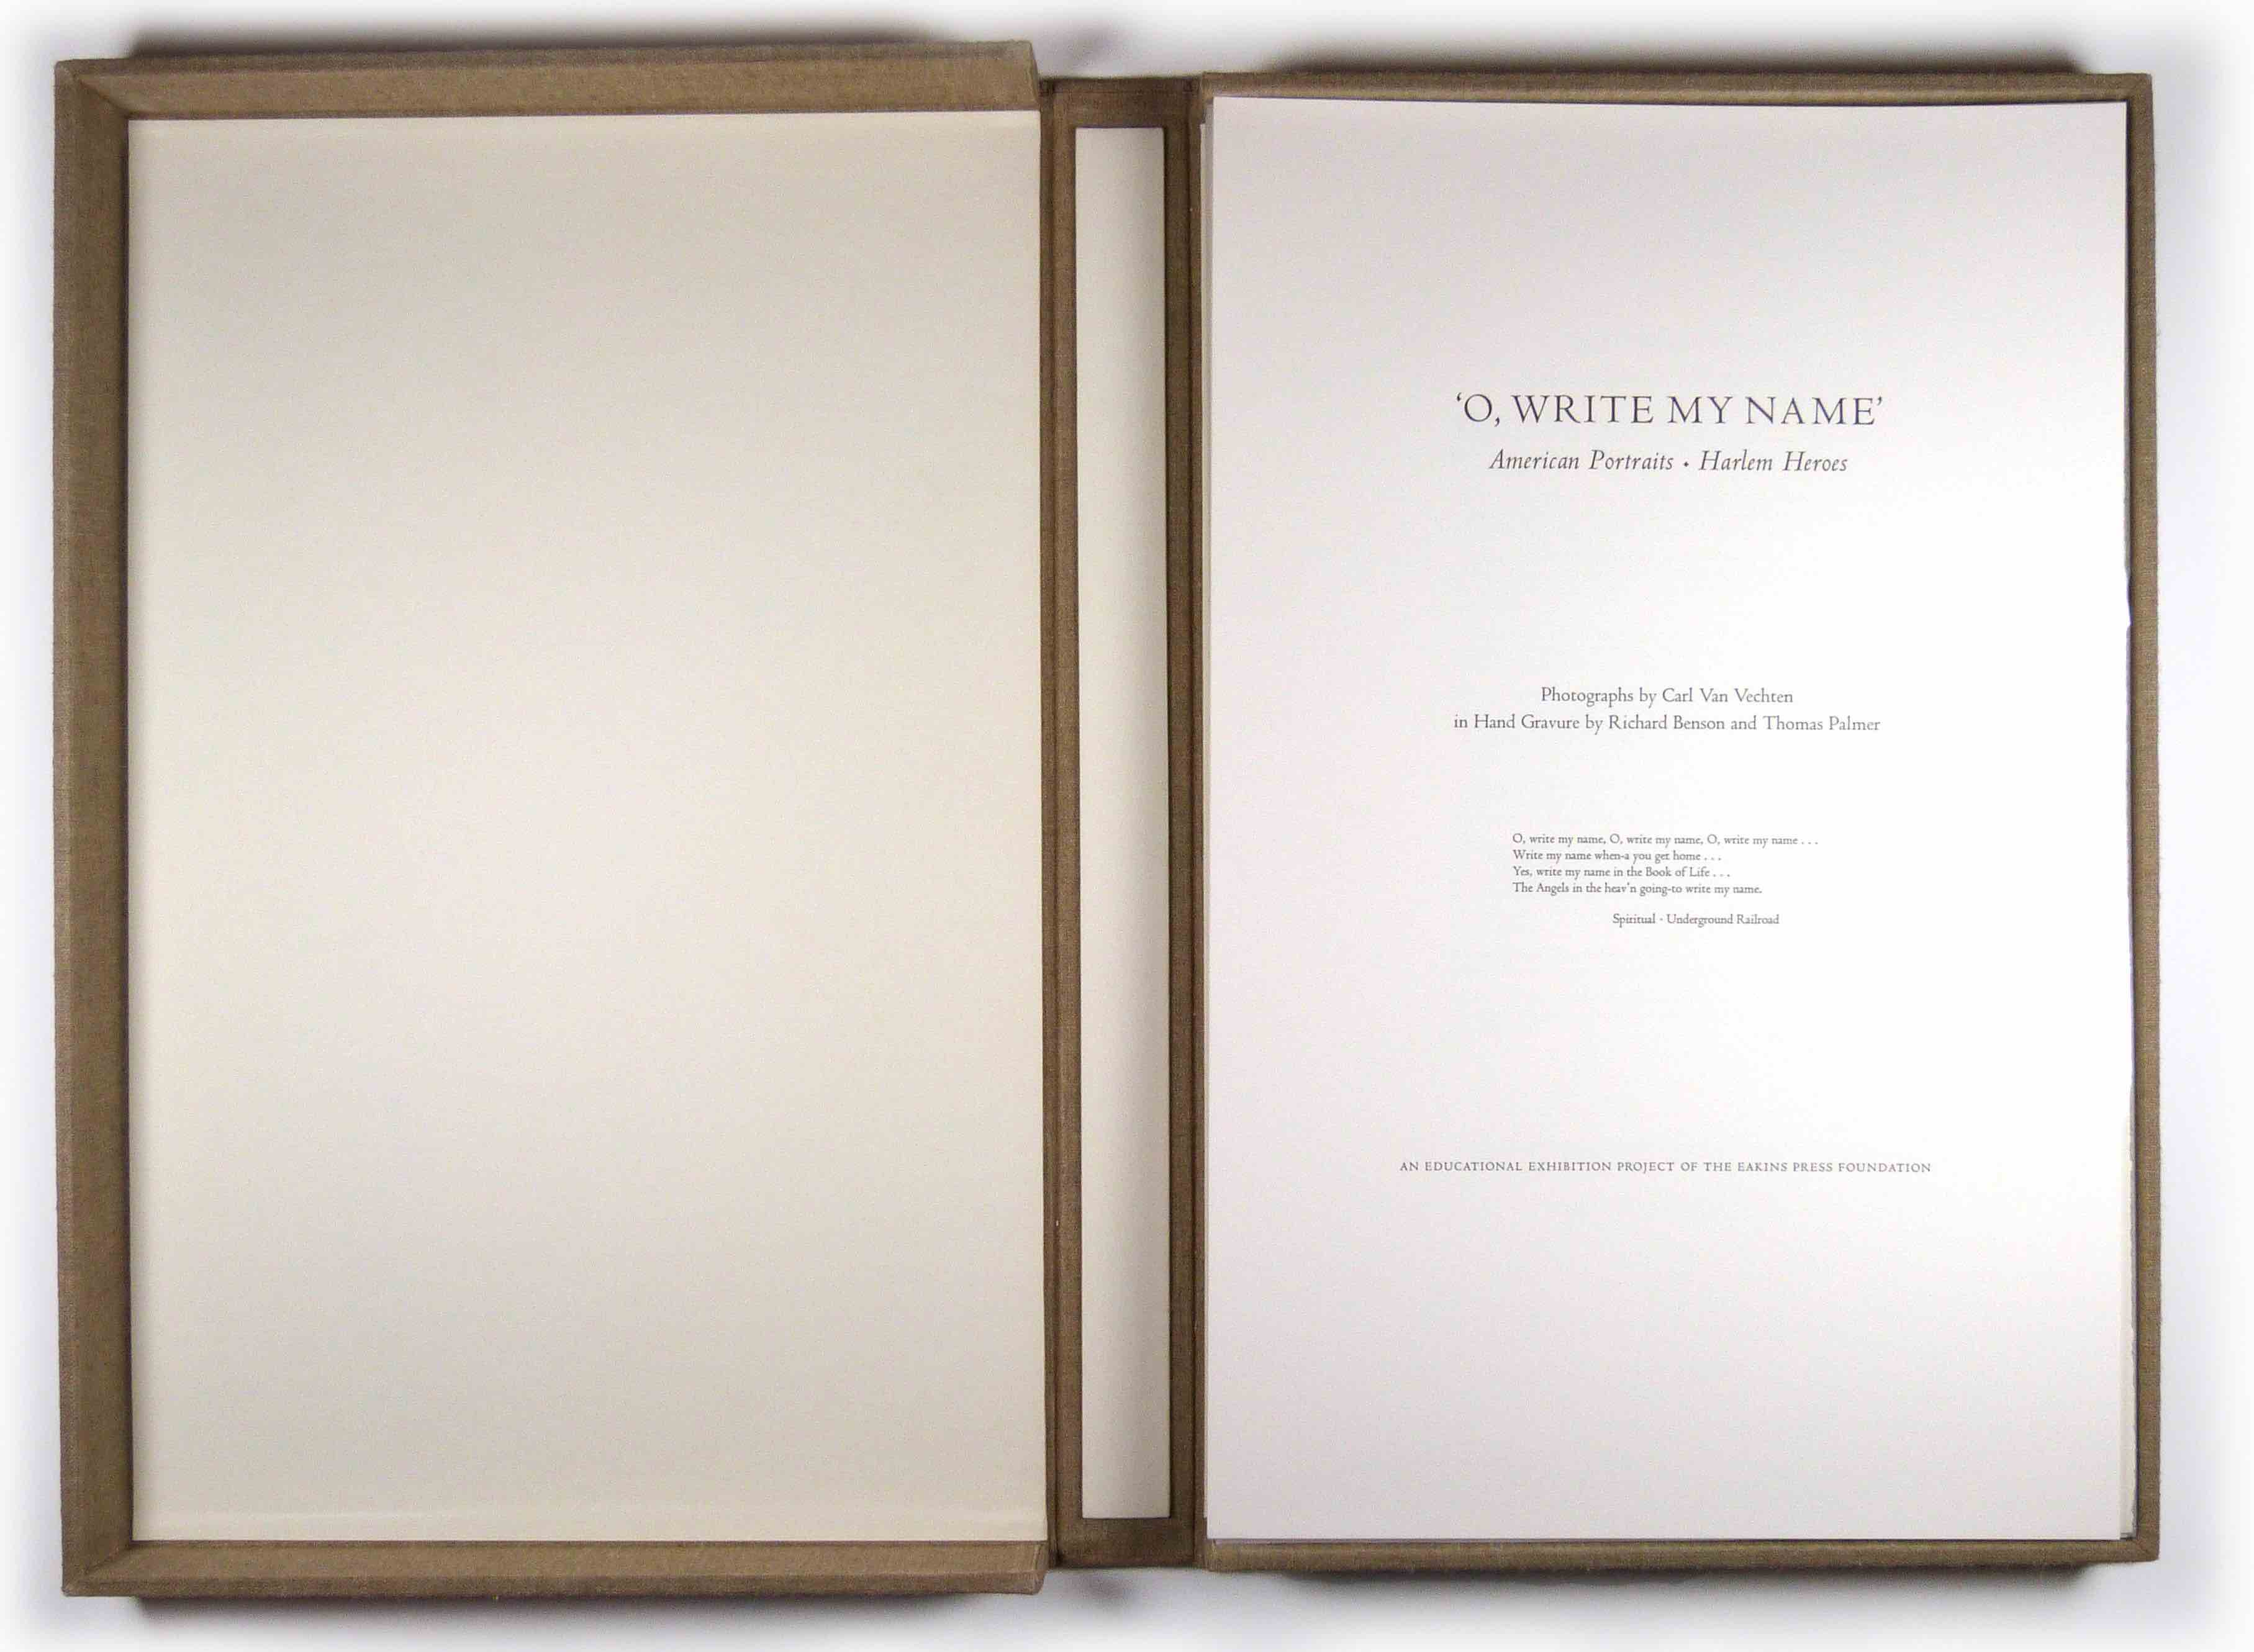 ‘O, WRITE MY NAME’
American Portraits • Harlem Heroes
Photographs by Carl Van Vechten
in Hand Gravure by Richard Benson and Thomas Palmer
O, write my name, O, write my name, O, write my name . . .
Write my name when-a you get home . . .
Yes, write my name in the Book of Life . . .
The Angels in the heav’n going-to write my name.
Spiritual - Underground Railroad
AN EDUCATIONAL EXHIBITION PROJECT OF THE EAKINS PRESS FOUNDATION